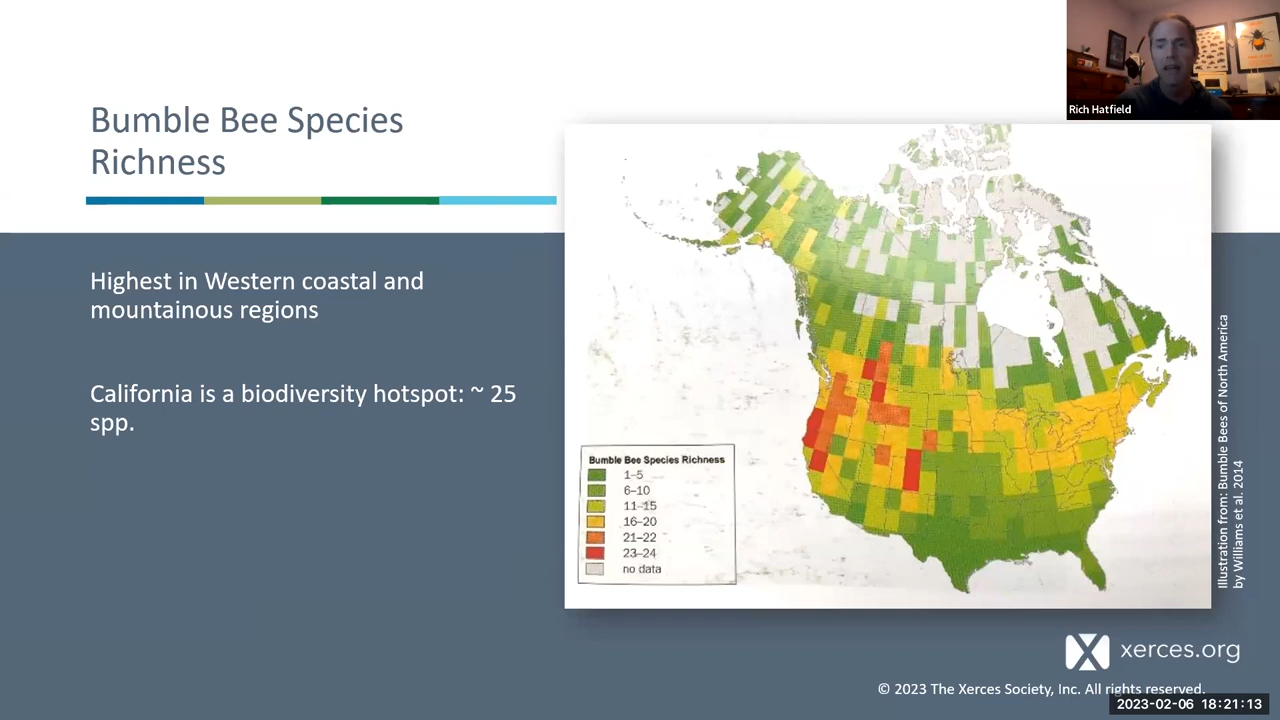 Rich Hatfield
Bumble Bee Species
Richness
Highest in Western coastal and
mountainous regions
California is a biodiversity hotspot: ~ 25
spp.
Bumble Bee Species Richness
1–5
6–10
11–15
16–20
21–22
23–24
no data
Illustration from: Bumble Bees of North America
by Williams et al. 2014
xerces.org
© 2023 The Xerces Society, Inc. All rights reserved.
2023-02-06 18:21:13